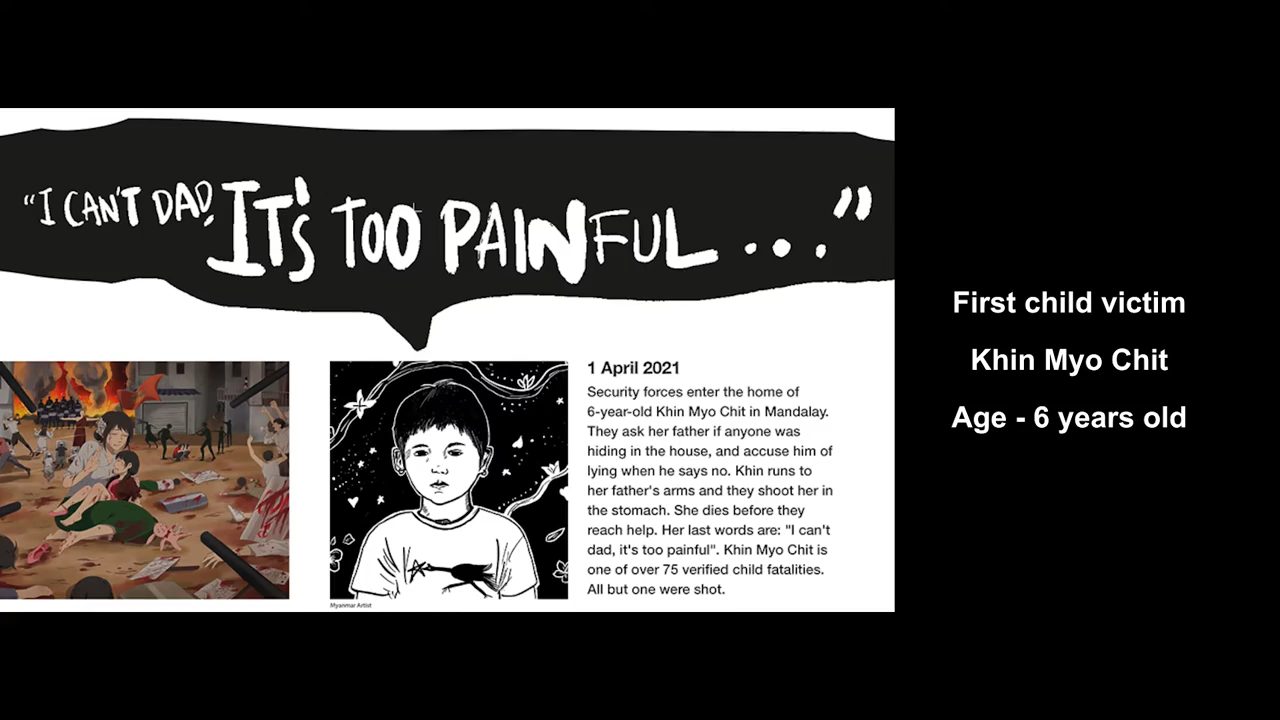 “I CAN'T DAD, IT'S TOO PAINFUL ...”
1 April 2021
Security forces enter the home of
6-year-old Khin Myo Chit in Mandalay.
They ask her father if anyone was
hiding in the house, and accuse him of
lying when he says no. Khin runs to
her father's arms and they shoot her in
the stomach. She dies before they
reach help. Her last words are: "I can't
dad, it's too painful". Khin Myo Chit is
one of over 75 verified child fatalities.
All but one were shot.
Myanmar Artist
First child victim
Khin Myo Chit
Age - 6 years old